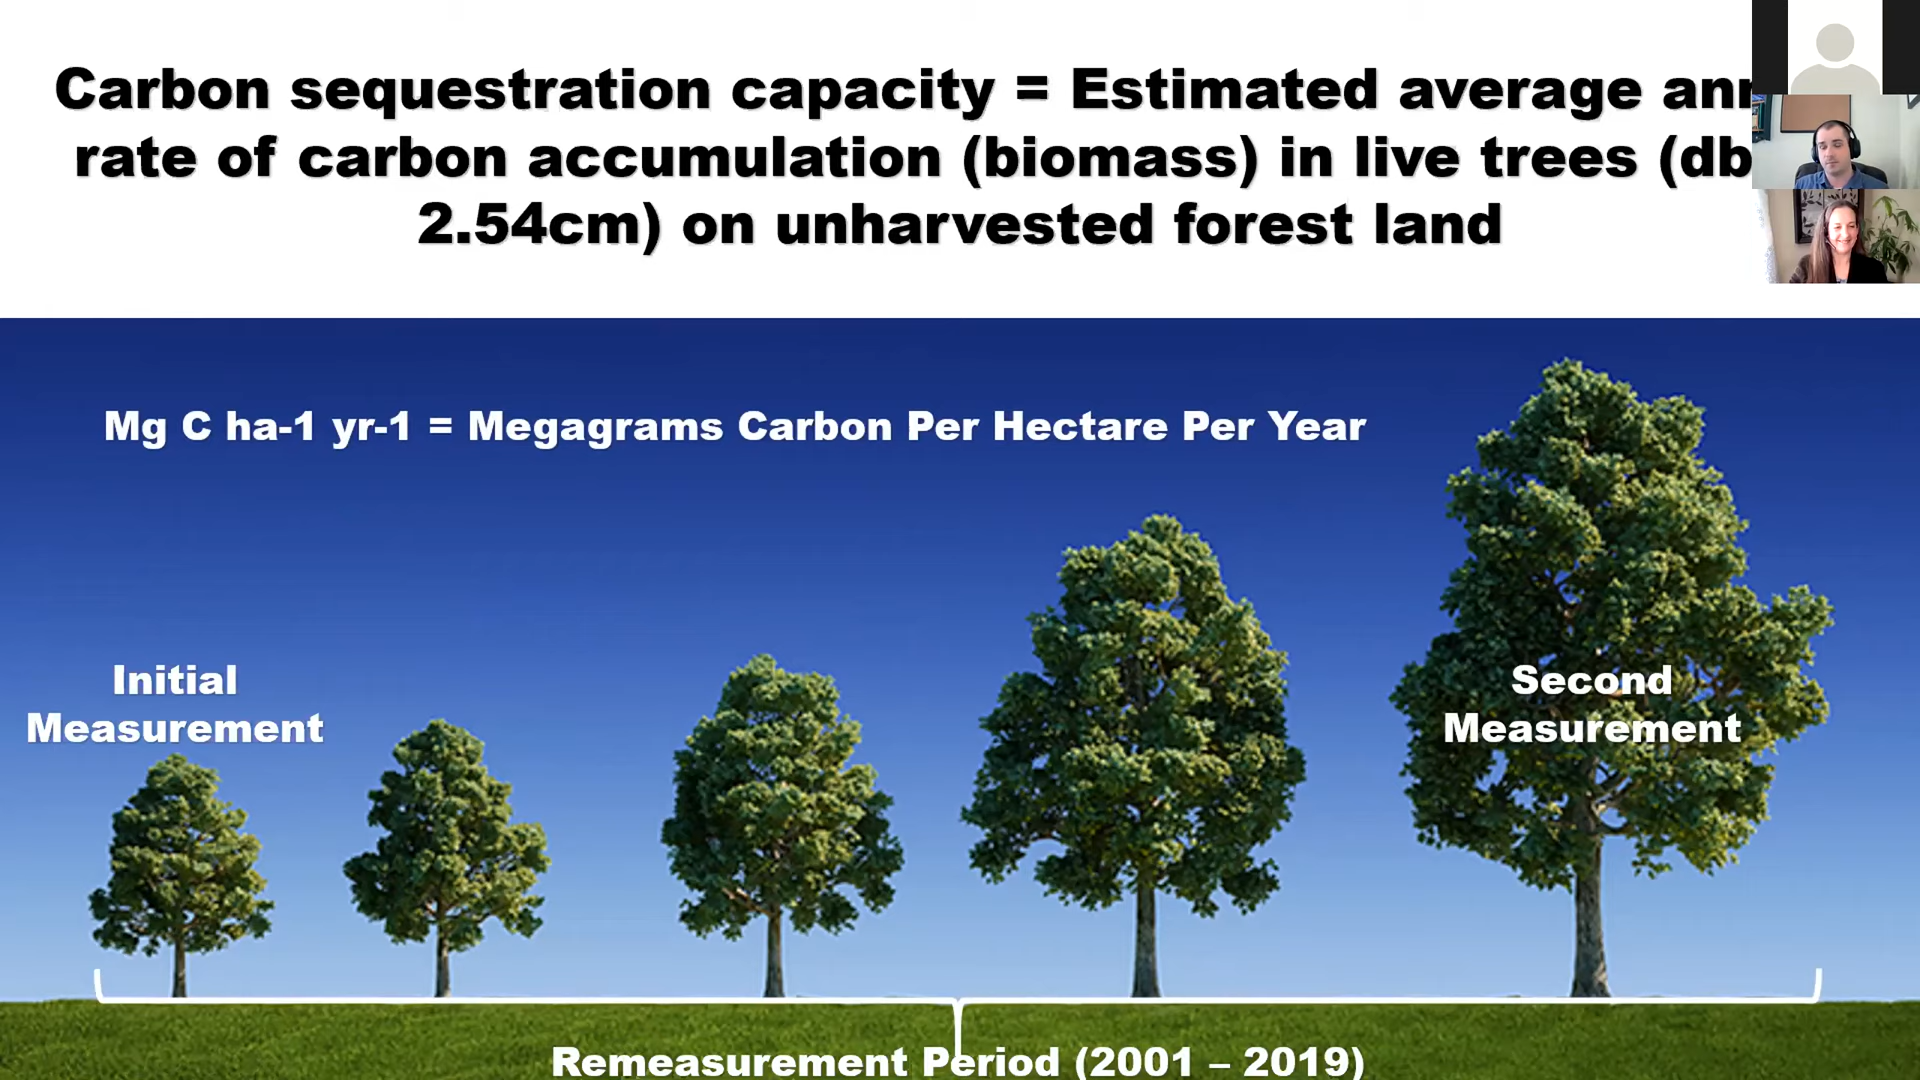 Carbon sequestration capacity = Estimated average
rate of carbon accumulation (biomass) in live trees
2.54cm) on unharvested forest land
Mg C ha-1 yr-1 = Megagrams Carbon Per Hectare Per Year
Initial
Measurement
Second
Measurement
Remeasurement Period (2001 – 2019)